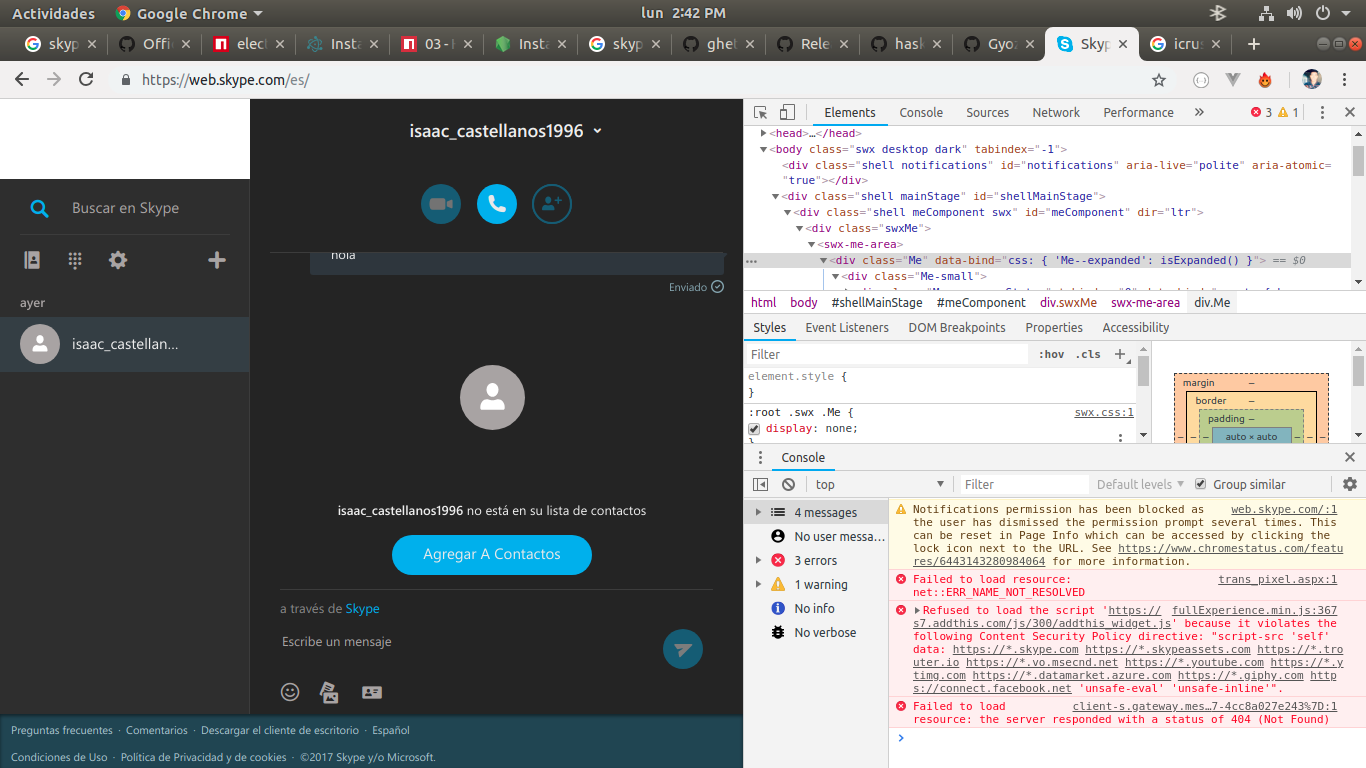 Actividades
Google Chrome
lun 2:42 PM
skyp
Offic
elec
Insta
03 - H
Insta
skyp
ghet
Rele
hask
Gyoz
Skyp
icrus
https://web.skype.com/es/
isaac_castellanos1996
Buscar en Skype
hola
Enviado
ayer
isaac_castellan...
isaac_castellanos1996 no está en su lista de contactos
Agregar A Contactos
a través de Skype
Escribe un mensaje
Preguntas frecuentes · Comentarios · Descargar el cliente de escritorio · Español
Condiciones de Uso · Política de Privacidad y de cookies · ©2017 Skype y/o Microsoft.
Elements Console Sources Network Performance » 3 1
<head>…</head>
<body class="swx desktop dark" tabindex="-1">
<div class="shell notifications" id="notifications" aria-live="polite" aria-atomic=
"true"></div>
<div class="shell mainStage" id="shellMainStage">
<div class="shell meComponent swx" id="meComponent" dir="ltr">
<div class="swxMe">
<swx-me-area>
<div class="Me" data-bind="css: { 'Me--expanded': isExpanded() }"> == $0
<div class="Me-small">
html body #shellMainStage #meComponent div.swxMe swx-me-area div.Me
Styles Event Listeners DOM Breakpoints Properties Accessibility
Filter :hov .cls +
element.style {
}
:root .swx .Me { swx.css:1
display: none;
}
margin –
border –
padding –
– – – auto × auto – – –
Console
top Filter Default levels Group similar
4 messages
No user messa…
3 errors
1 warning
No info
No verbose
Notifications permission has been blocked as web.skype.com/:1
the user has dismissed the permission prompt several times. This
can be reset in Page Info which can be accessed by clicking the
lock icon next to the URL. See https://www.chromestatus.com/featu
res/6443143280984064 for more information.
Failed to load resource: trans_pixel.aspx:1
net::ERR_NAME_NOT_RESOLVED
Refused to load the script 'https:// fullExperience.min.js:367
s7.addthis.com/js/300/addthis_widget.js' because it violates the
following Content Security Policy directive: "script-src 'self'
data: https://*.skype.com https://*.skypeassets.com https://*.tro
uter.io https://*.vo.msecnd.net https://*.youtube.com https://*.y
timg.com https://*.datamarket.azure.com https://*.giphy.com http
s://connect.facebook.net 'unsafe-eval' 'unsafe-inline'".
Failed to load client-s.gateway.mes…7-4cc8a027e243%7D:1
resource: the server responded with a status of 404 (Not Found)